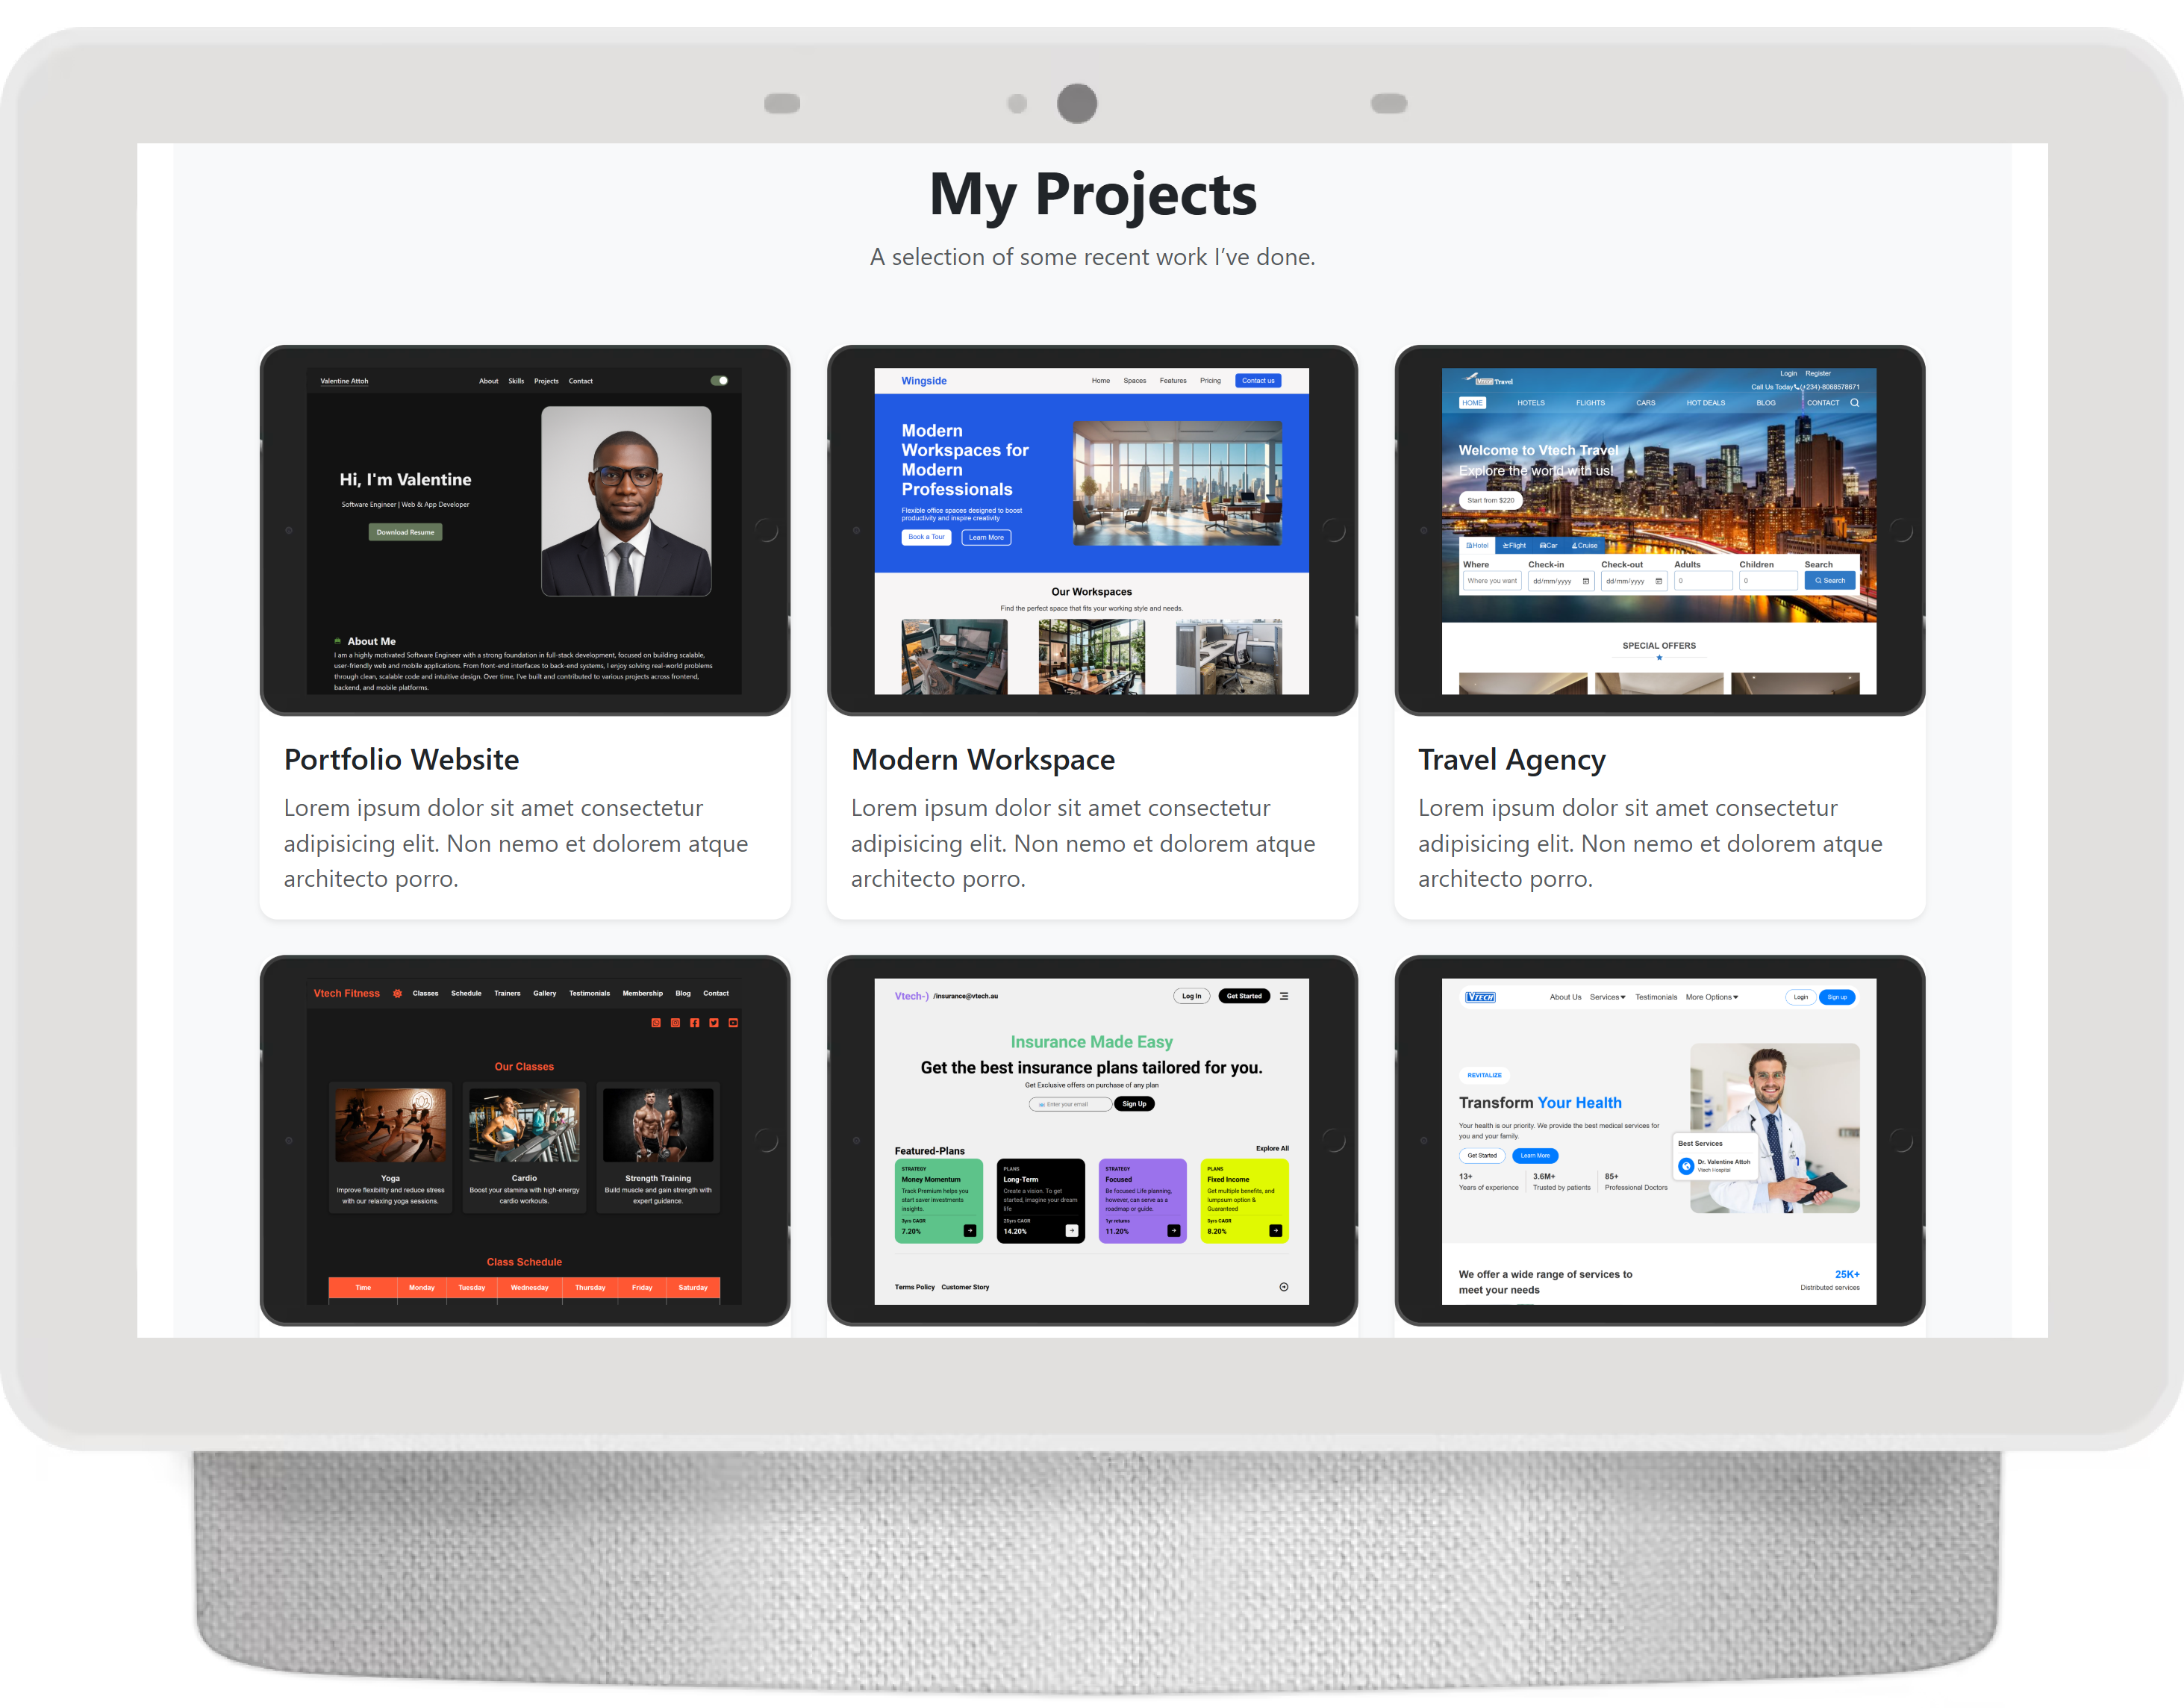 My Projects
A selection of some recent work I've done.
Valentine Attoh
About Skills Projects Contact
Hi, I'm Valentine
Software Engineer | Web & App Developer
Download Resume
About Me
I am a highly motivated Software Engineer with a strong foundation in full-stack development, focused on building scalable,
user-friendly web and mobile applications. From front-end interfaces to back-end systems, I enjoy solving real-world problems
through clean, scalable code and intuitive design. Over time, I've built and contributed to various projects across frontend,
backend, and mobile platforms.
Portfolio Website
Lorem ipsum dolor sit amet consectetur
adipisicing elit. Non nemo et dolorem atque
architecto porro.
Wingside
Home Spaces Features Pricing Contact us
Modern
Workspaces for
Modern
Professionals
Flexible office spaces designed to boost
productivity and inspire creativity
Book a Tour Learn More
Our Workspaces
Find the perfect space that fits your working style and needs.
Modern Workspace
Lorem ipsum dolor sit amet consectetur
adipisicing elit. Non nemo et dolorem atque
architecto porro.
VTECH Travel
Login Register
Call Us Today (+234)-8088578671
HOME HOTELS FLIGHTS CARS HOT DEALS BLOG CONTACT
Welcome to Vtech Travel
Explore the world with us!
Start from $220
Hotel Flight Car Cruise
Where Check-in Check-out Adults Children Search
Where you want dd/mm/yyyy dd/mm/yyyy 0 0 Search
SPECIAL OFFERS
Travel Agency
Lorem ipsum dolor sit amet consectetur
adipisicing elit. Non nemo et dolorem atque
architecto porro.
Vtech Fitness
Classes Schedule Trainers Gallery Testimonials Membership Blog Contact
Our Classes
Yoga
Improve flexibility and reduce stress
with our relaxing yoga sessions.
Cardio
Boost your stamina with high-energy
cardio workouts.
Strength Training
Build muscle and gain strength with
expert guidance.
Class Schedule
Time Monday Tuesday Wednesday Thursday Friday Saturday
Vtech-) /insurance@vtech.au
Log In Get Started
Insurance Made Easy
Get the best insurance plans tailored for you.
Get Exclusive offers on purchase of any plan
Enter your email Sign Up
Featured-Plans Explore All
STRATEGY
Money Momentum
Track Premium helps you
start saver investments
insights.
3yrs CAGR
7.20%
PLANS
Long-Term
Create a vision. To get
started, imagine your dream
life
25yrs CAGR
14.20%
STRATEGY
Focused
Be focused Life planning,
however, can serve as a
roadmap or guide.
1yr returns
11.20%
PLANS
Fixed Income
Get multiple benefits, and
lumpsum option &
Guaranteed
5yrs CAGR
8.20%
Terms Policy Customer Story
VTECH
About Us Services Testimonials More Options
Login Sign up
REVITALIZE
Transform Your Health
Your health is our priority. We provide the best medical services for
you and your family.
Get Started Learn More
13+
Years of experience
3.6M+
Trusted by patients
85+
Professional Doctors
Best Services
Dr. Valentine Attoh
Vtech Hospital
We offer a wide range of services to
meet your needs
25K+
Distributed services